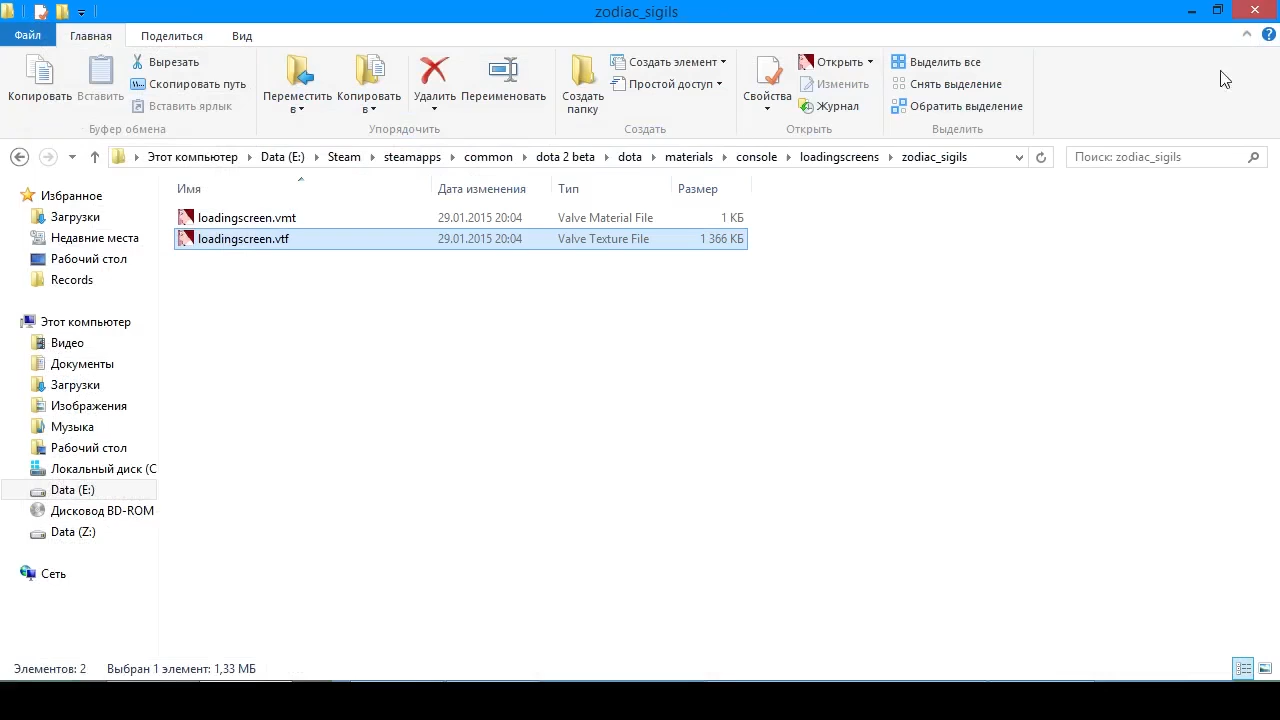 zodiac_sigils
Файл Главная Поделиться Вид
Копировать Вставить Вырезать Скопировать путь Вставить ярлык
Буфер обмена
Переместить в Копировать в Удалить Переименовать
Упорядочить
Создать папку Создать элемент Простой доступ
Создать
Свойства Открыть Изменить Журнал
Открыть
Выделить все Снять выделение Обратить выделение
Выделить
Этот компьютер Data (E:) Steam steamapps common dota 2 beta dota materials console loadingscreens zodiac_sigils Поиск: zodiac_sigils
Избранное
Загрузки
Недавние места
Рабочий стол
Records
Этот компьютер
Видео
Документы
Загрузки
Изображения
Музыка
Рабочий стол
Локальный диск (C
Data (E:)
Дисковод BD-ROM
Data (Z:)
Сеть
Имя Дата изменения Тип Размер
loadingscreen.vmt 29.01.2015 20:04 Valve Material File 1 КБ
loadingscreen.vtf 29.01.2015 20:04 Valve Texture File 1 366 КБ
Элементов: 2 Выбран 1 элемент: 1,33 МБ